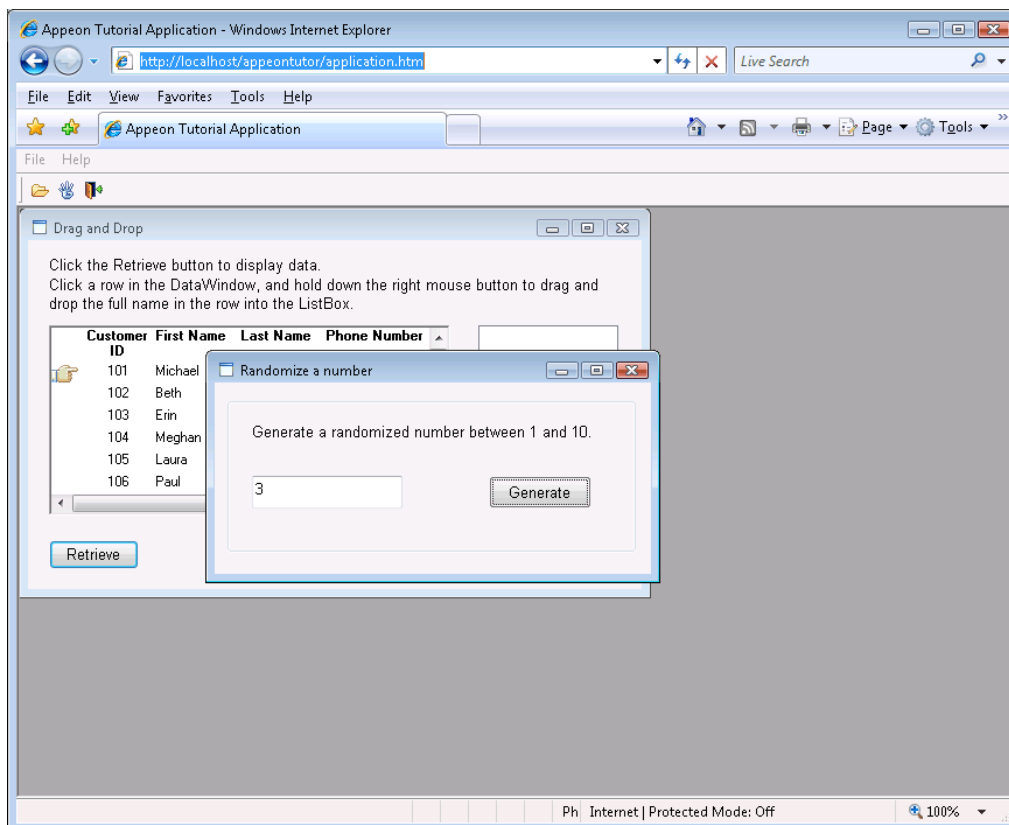 Appeon Tutorial Application - Windows Internet Explorer
http://localhost/appeontutor/application.htm
Live Search
File Edit View Favorites Tools Help
Appeon Tutorial Application
Page Tools
File Help
Drag and Drop
Click the Retrieve button to display data.
Click a row in the DataWindow, and hold down the right mouse button to drag and
drop the full name in the row into the ListBox.
Customer First Name Last Name Phone Number
ID
101 Michael
102 Beth
103 Erin
104 Meghan
105 Laura
106 Paul
Retrieve
Randomize a number
Generate a randomized number between 1 and 10.
3
Generate
Ph Internet | Protected Mode: Off
100%